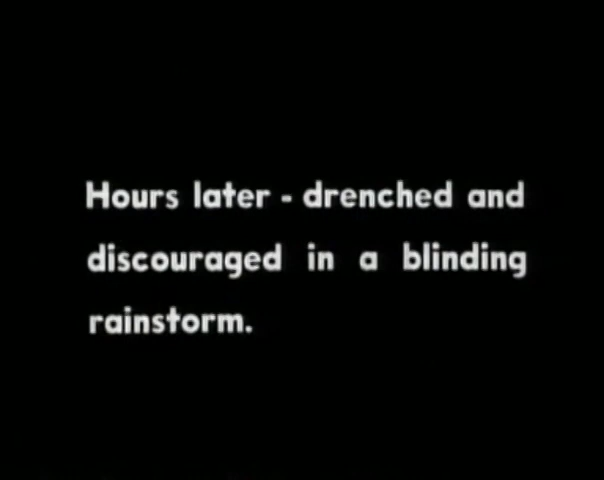 Hours later - drenched and
discouraged in a blinding
rainstorm.